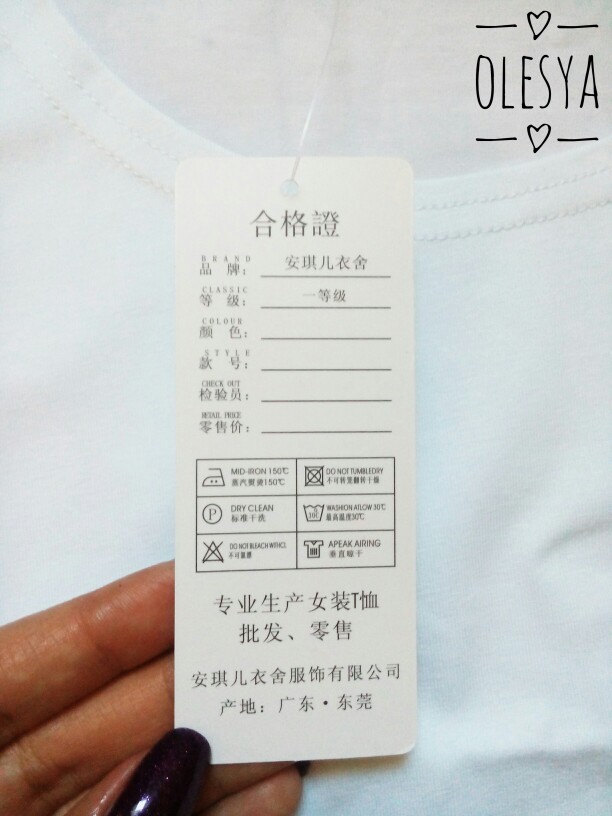 OLESYA
合格證
BRAND
品 牌: 安琪儿衣舍
CLASSIC
等 级: 一等级
COLOUR
颜 色:
STYLE
款 号:
CHECK OUT
检验员:
RETAIL PRICE
零售价:
MID-IRON 150℃
蒸汽熨烫150℃
DO NOT TUMBLEDRY
不可转笼翻转干燥
DRY CLEAN
标准干洗
P
WASHION ATLOW 30℃
最高温度30℃
30C
DO NOT BLEACH WITHCL
不可氯漂
APEAK AIRING
垂直晾干
专业生产女装T恤
批发、零售
安琪儿衣舍服饰有限公司
产地: 广东·东莞